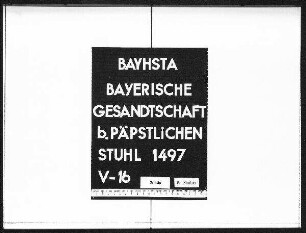 BAYHSTA
BAYERISCHE
GESANDTSCHAFT
b. PÄPSTLICHEN
STUHL 1497
V-16